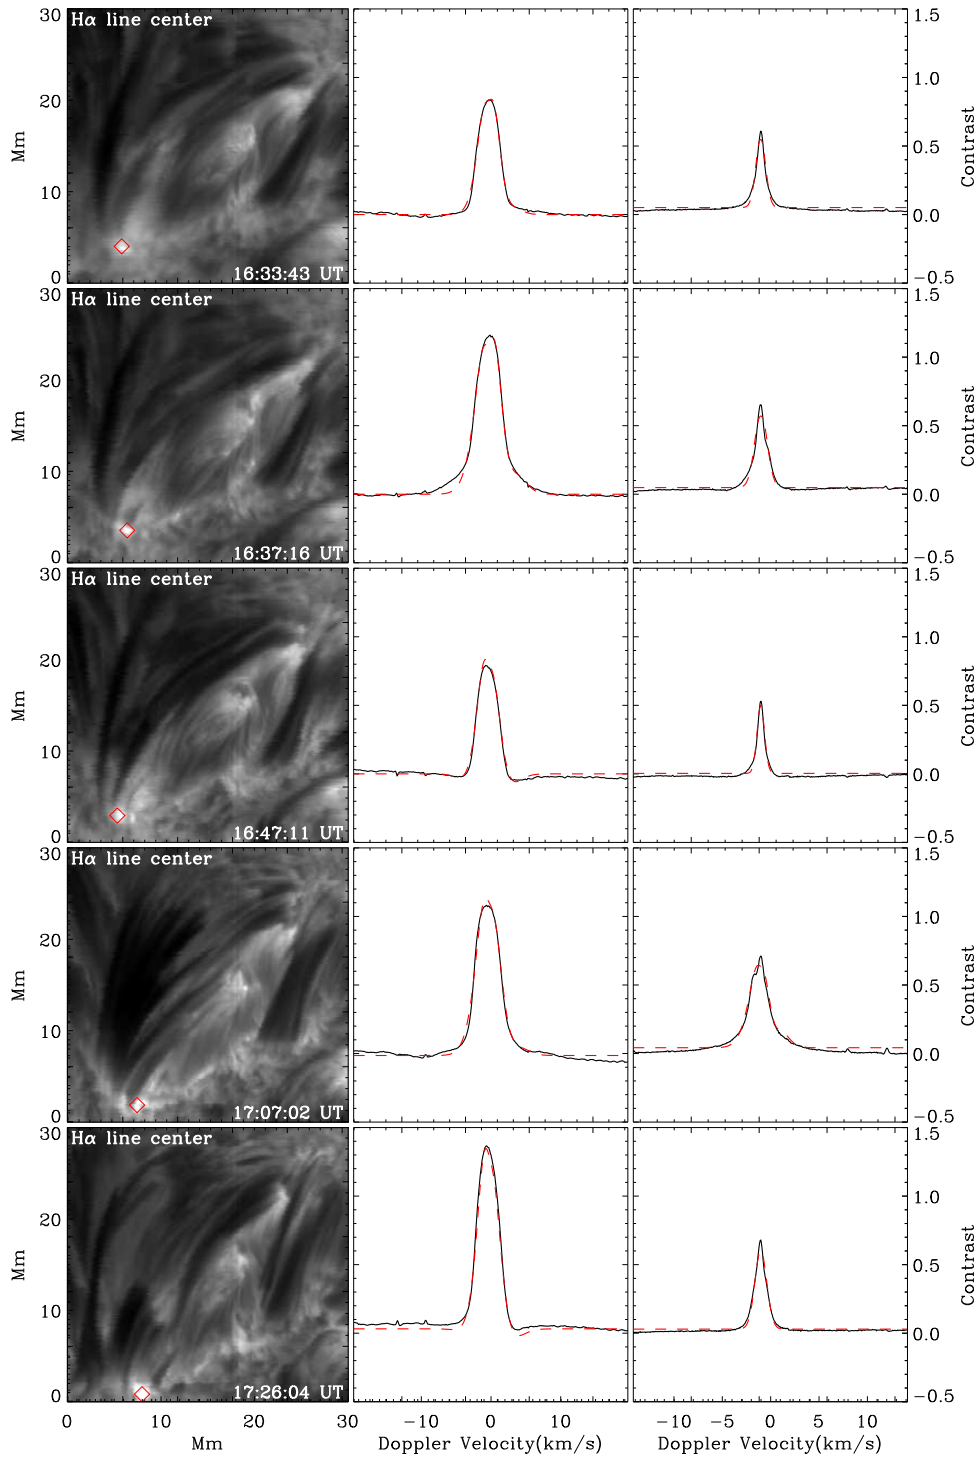 Hα line center
30
20
10
0
Mm
16:33:43 UT
1.5
1.0
0.5
0.0
−0.5
Contrast
Hα line center
30
20
10
0
Mm
16:37:16 UT
1.5
1.0
0.5
0.0
−0.5
Contrast
Hα line center
30
20
10
0
Mm
16:47:11 UT
1.5
1.0
0.5
0.0
−0.5
Contrast
Hα line center
30
20
10
0
Mm
17:07:02 UT
1.5
1.0
0.5
0.0
−0.5
Contrast
Hα line center
30
20
10
0
Mm
17:26:04 UT
1.5
1.0
0.5
0.0
−0.5
Contrast
0 10 20 30
Mm
−10 0 10
Doppler Velocity(km/s)
−10 −5 0 5 10
Doppler Velocity(km/s)